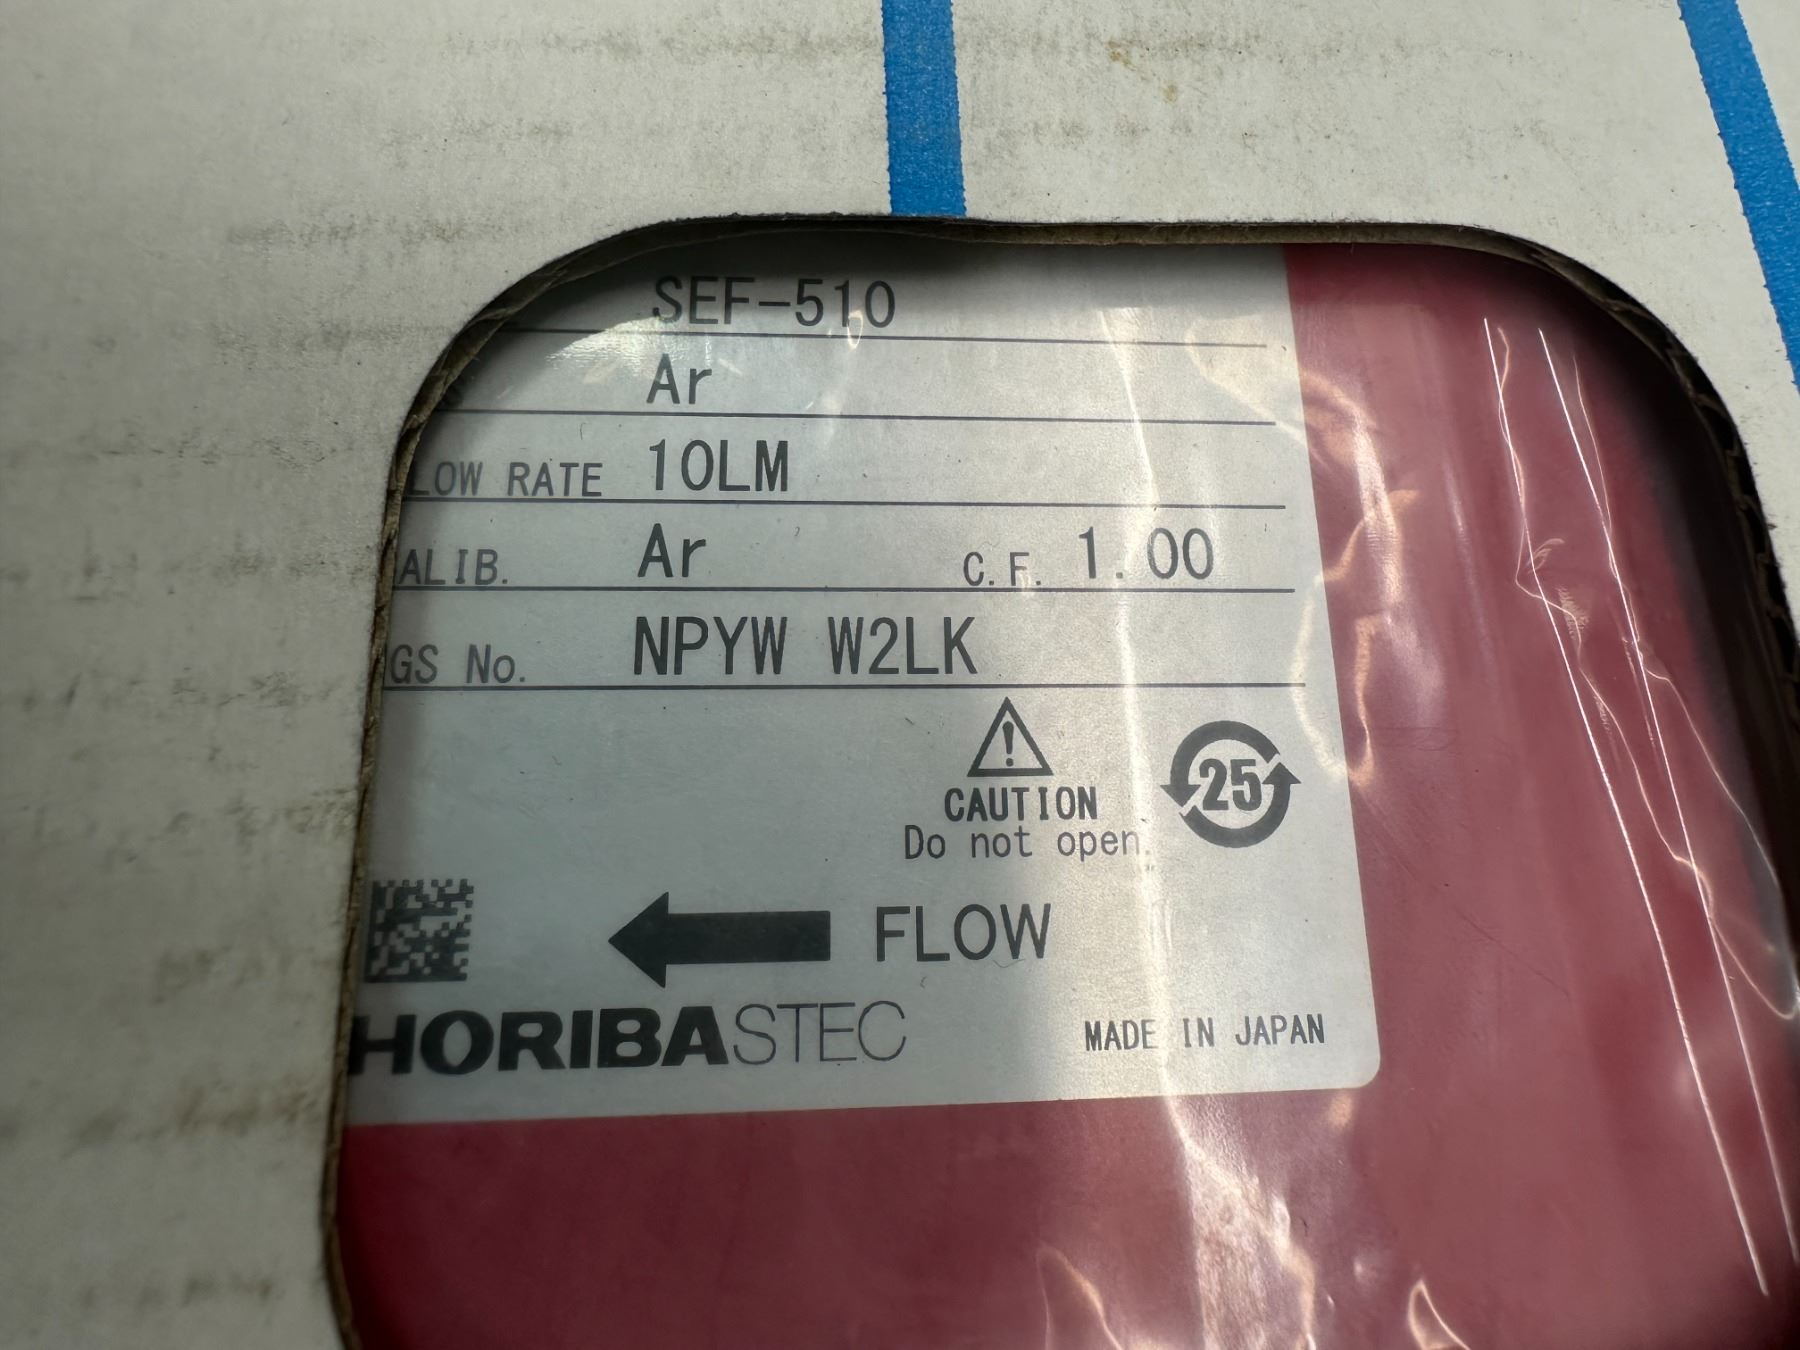 SEF-510
Ar
LOW RATE 10LM
ALIB. Ar C.F. 1.00
GS No. NPYW W2LK
CAUTION
Do not open.
25
FLOW
HORIBASTEC
MADE IN JAPAN